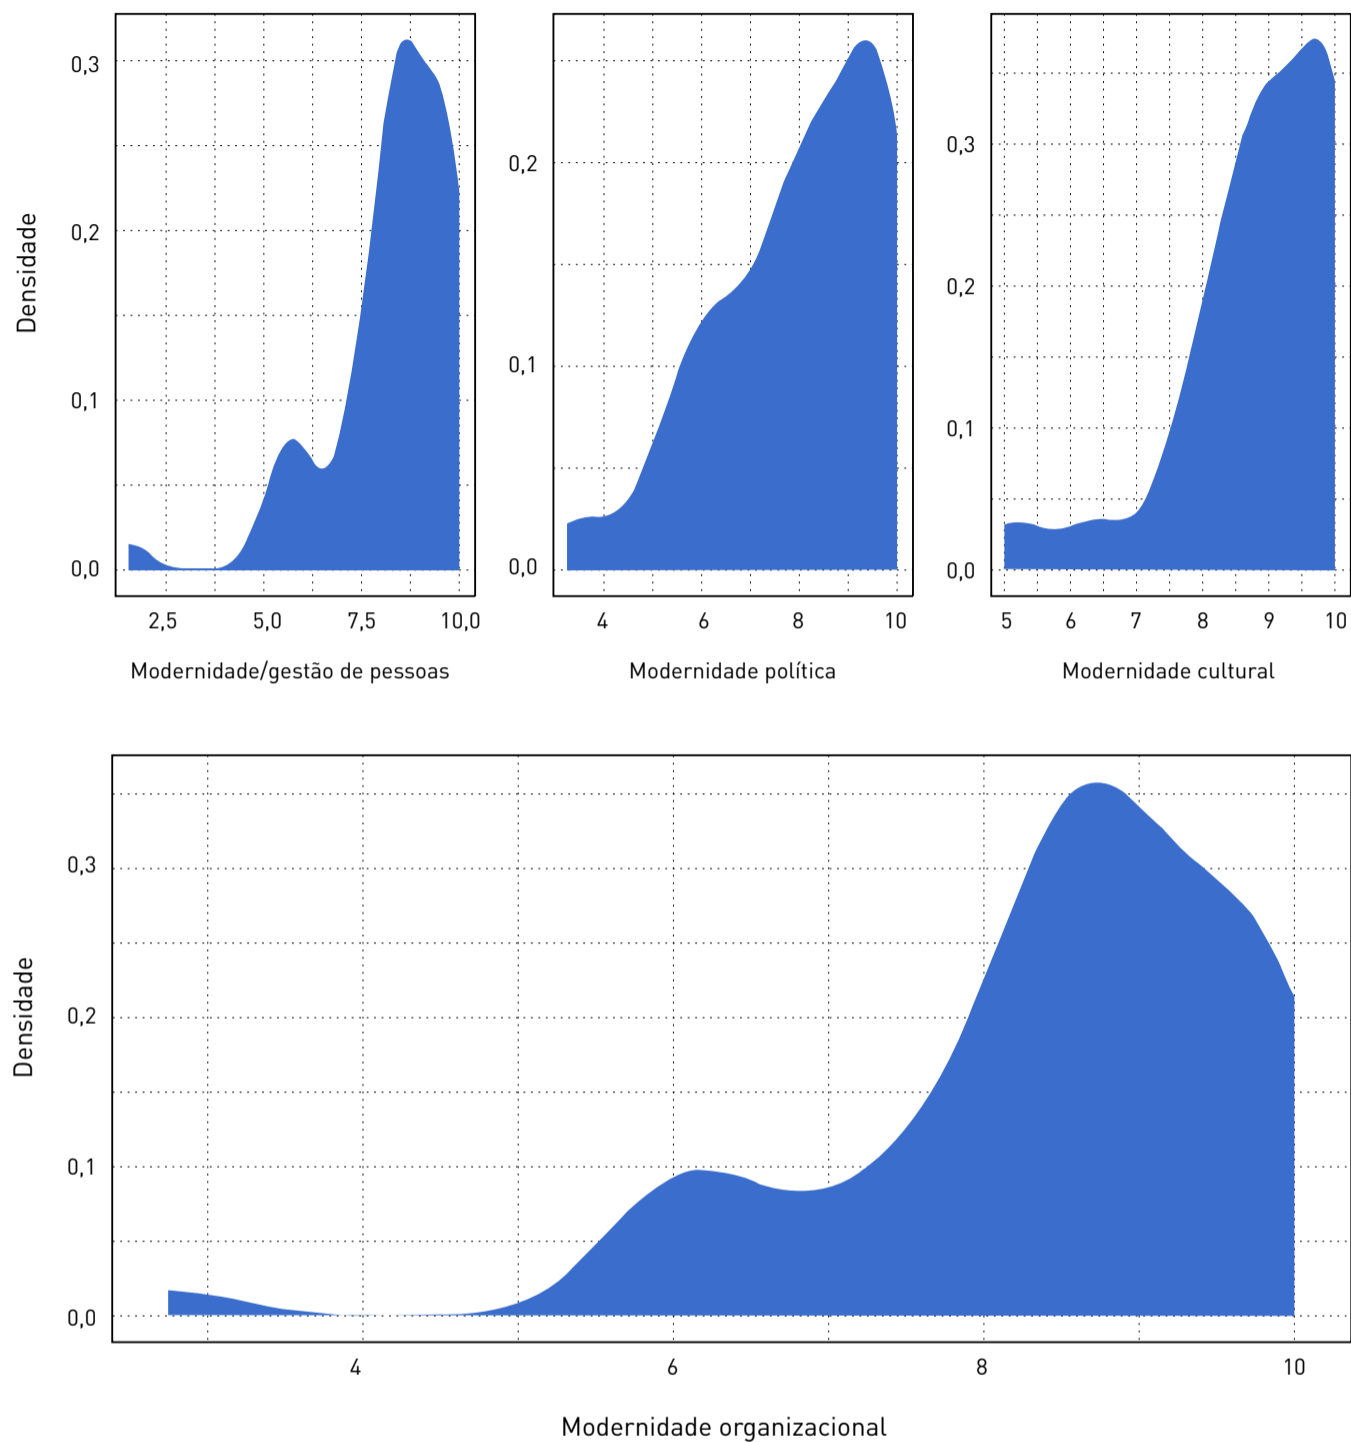 Densidade
0,3
0,2
0,1
0,0
2,5 5,0 7,5 10,0
Modernidade/gestão de pessoas
0,2
0,1
0,0
4 6 8 10
Modernidade política
0,3
0,2
0,1
0,0
5 6 7 8 9 10
Modernidade cultural
Densidade
0,3
0,2
0,1
0,0
4 6 8 10
Modernidade organizacional